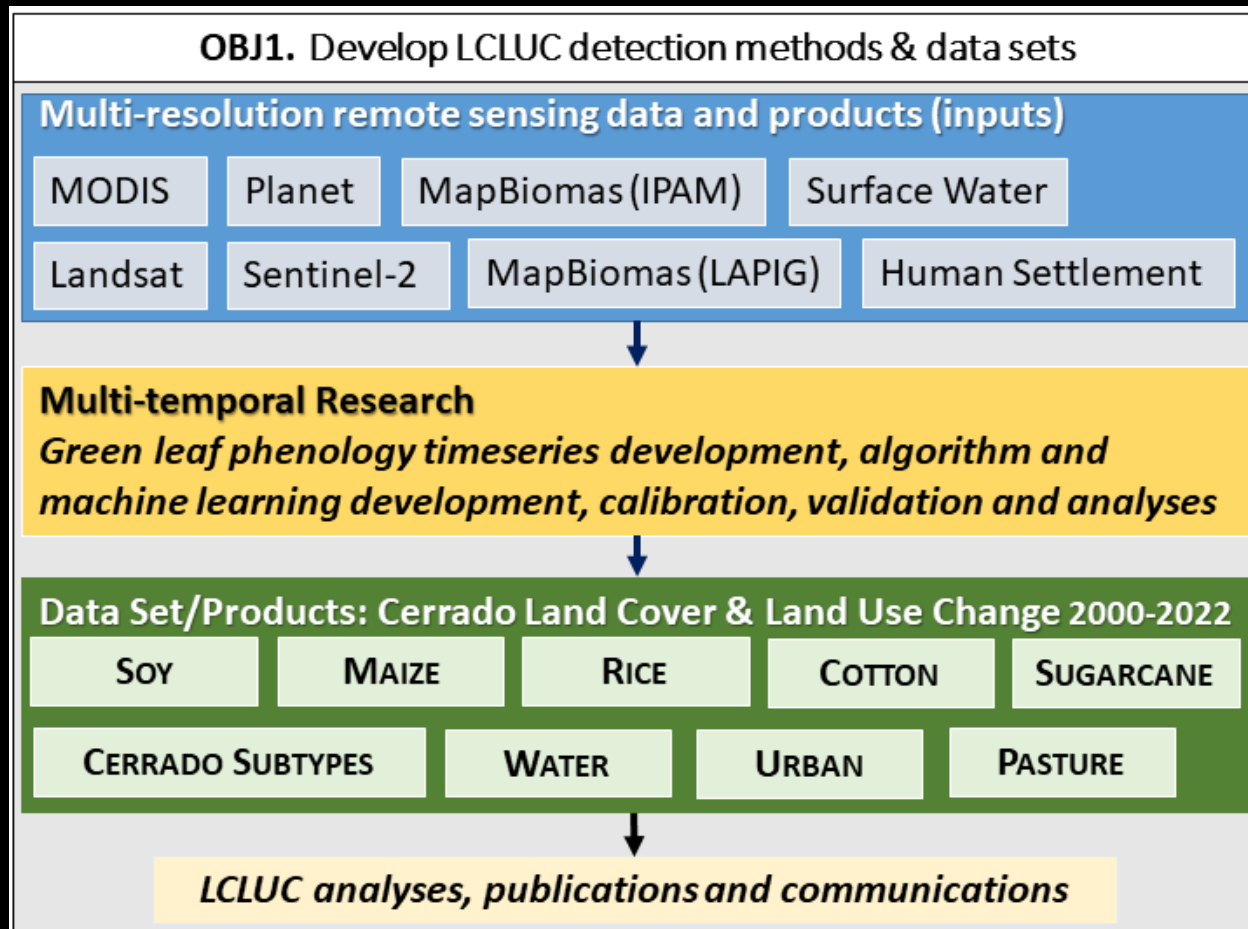 OBJ1. Develop LCLUC detection methods & data sets
Multi-resolution remote sensing data and products (inputs)
MODIS Planet MapBiomas (IPAM) Surface Water
Landsat Sentinel-2 MapBiomas (LAPIG) Human Settlement
Multi-temporal Research
Green leaf phenology timeseries development, algorithm and
machine learning development, calibration, validation and analyses
Data Set/Products: Cerrado Land Cover & Land Use Change 2000-2022
SOY MAIZE RICE COTTON SUGARCANE
CERRADO SUBTYPES WATER URBAN PASTURE
LCLUC analyses, publications and communications